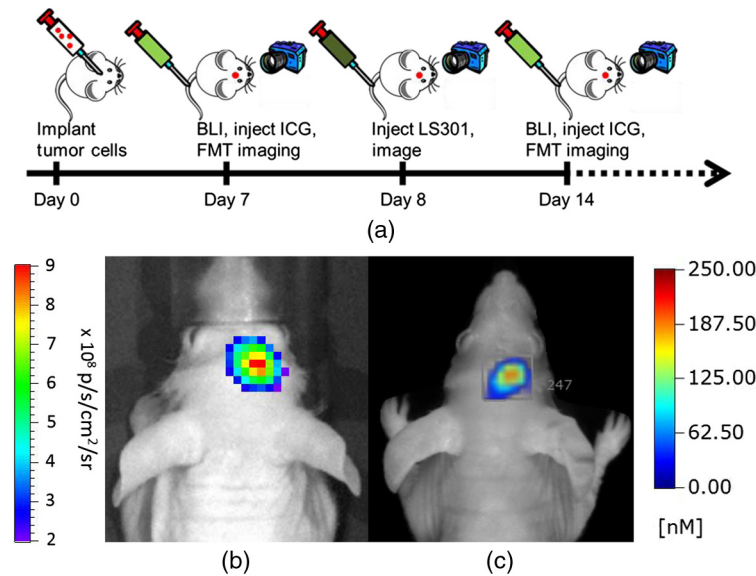 Implant
tumor cells
BLI, inject ICG,
FMT imaging
Inject LS301,
image
BLI, inject ICG,
FMT imaging
Day 0
Day 7
Day 8
Day 14
(a)
9
8
7
6
5
4
3
2
x 10⁸ p/s/cm²/sr
247
250.00
187.50
125.00
62.50
0.00
[nM]
(b)
(c)